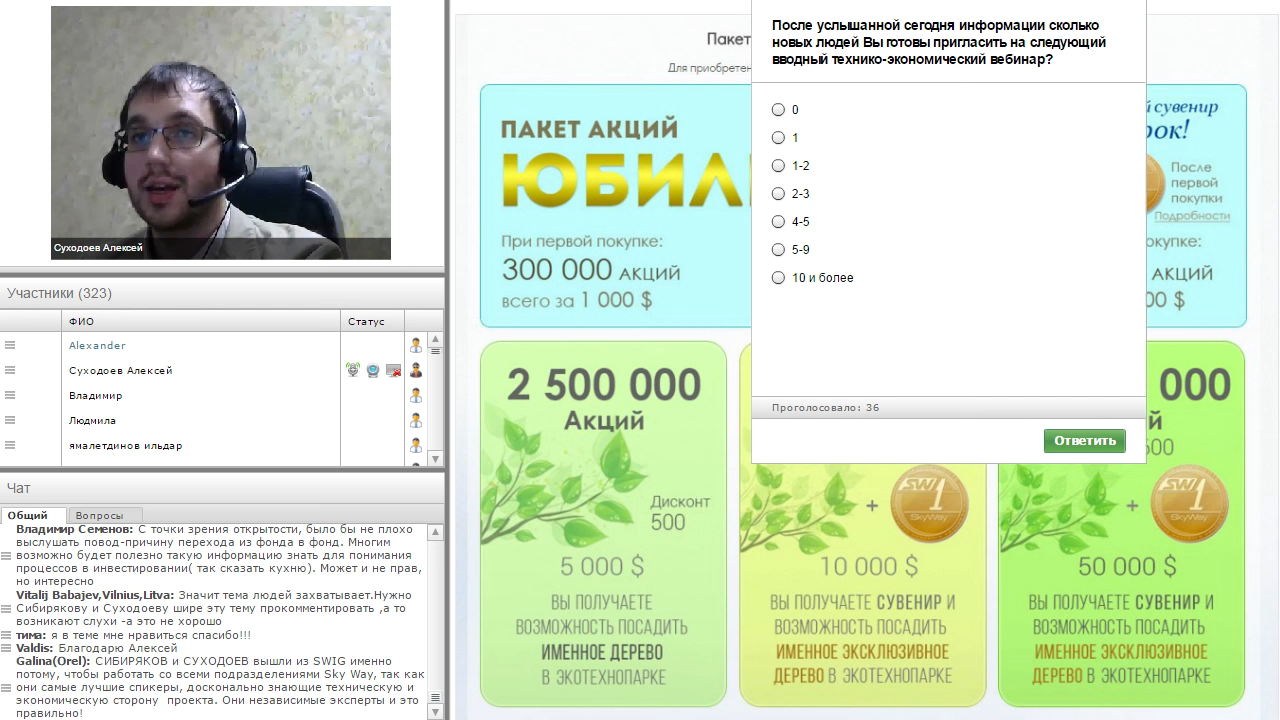 Суходоев Алексей
Участники (323)
ФИО
Статус
Alexander
Суходоев Алексей
Владимир
Людмила
ямалетдинов ильдар
Чат
Общий
Вопросы
Владимир Семенов: С точки зрения открытости, было бы не плохо
выслушать повод-причину перехода из фонда в фонд. Многим
возможно будет полезно такую информацию знать для понимания
процессов в инвестировании( так сказать кухню). Может и не прав,
но интересно
Vitalij Babajev,Vilnius,Litva: Значит тема людей захватывает.Нужно
Сибирякову и Суходоеву шире эту тему прокомментировать ,а то
возникают слухи -а это не хорошо
тима: я в теме мне нравиться спасибо!!!
Valdis: Благодарю Алексей
Galina(Orel): СИБИРЯКОВ и СУХОДОЕВ вышли из SWIG именно
потому, чтобы работать со всеми подразделениями Sky Way, так как
они самые лучшие спикеры, досконально знающие техническую и
экономическую сторону проекта. Они независимые эксперты и это
правильно!
Пакет
Для приобретен
ПАКЕТ АКЦИЙ
ЮБИЛ
При первой покупке:
300 000 АКЦИЙ
всего за 1 000 $
После услышанной сегодня информации сколько
новых людей Вы готовы пригласить на следующий
вводный технико-экономический вебинар?
0
1
1-2
2-3
4-5
5-9
10 и более
Проголосовало: 36
Ответить
й сувенир
рок!
После
первой
покупки
Подробности
окупке:
АКЦИЙ
00 $
2 500 000
Акций
Дисконт
500
5 000 $
ВЫ ПОЛУЧАЕТЕ
ВОЗМОЖНОСТЬ ПОСАДИТЬ
ИМЕННОЕ ДЕРЕВО
В ЭКОТЕХНОПАРКЕ
+
SW 1
SkyWay
10 000 $
ВЫ ПОЛУЧАЕТЕ СУВЕНИР И
ВОЗМОЖНОСТЬ ПОСАДИТЬ
ИМЕННОЕ ЭКСКЛЮЗИВНОЕ
ДЕРЕВО В ЭКОТЕХНОПАРКЕ
000
й
500
+
SW 1
SkyWay
50 000 $
ВЫ ПОЛУЧАЕТЕ СУВЕНИР И
ВОЗМОЖНОСТЬ ПОСАДИТЬ
ИМЕННОЕ ЭКСКЛЮЗИВНОЕ
ДЕРЕВО В ЭКОТЕХНОПАРКЕ